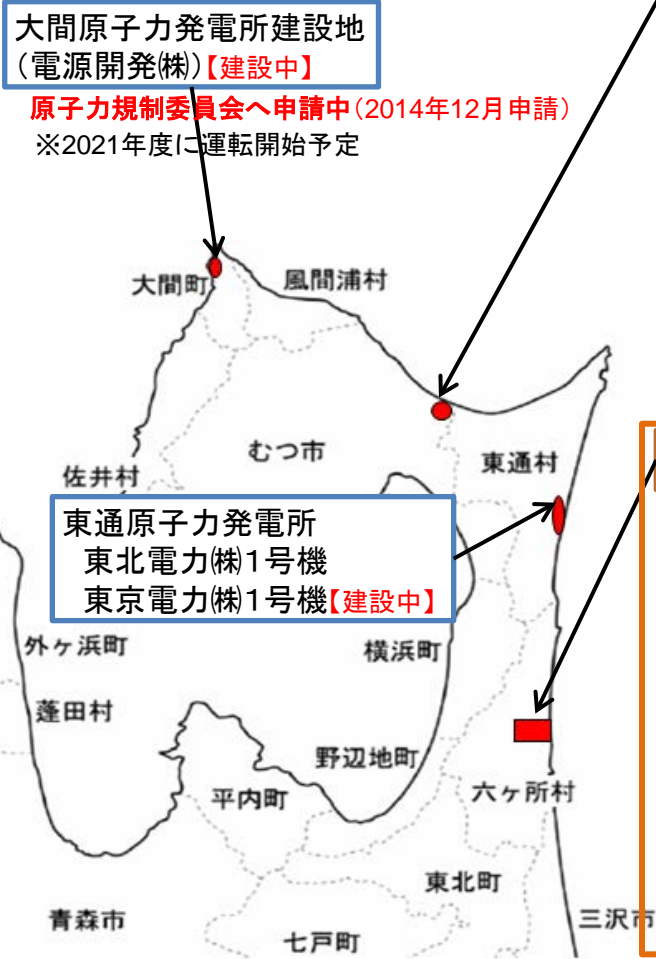 大間原子力発電所建設地
(電源開発㈱)【建設中】
原子力規制委員会へ申請中(2014年12月申請)
※2021年度に運転開始予定
大間町
風間浦村
むつ市
東通村
佐井村
東通原子力発電所
東北電力㈱1号機
東京電力㈱1号機【建設中】
外ヶ浜町
横浜町
蓬田村
野辺地町
平内町
六ヶ所村
東北町
青森市
三沢市
七戸町